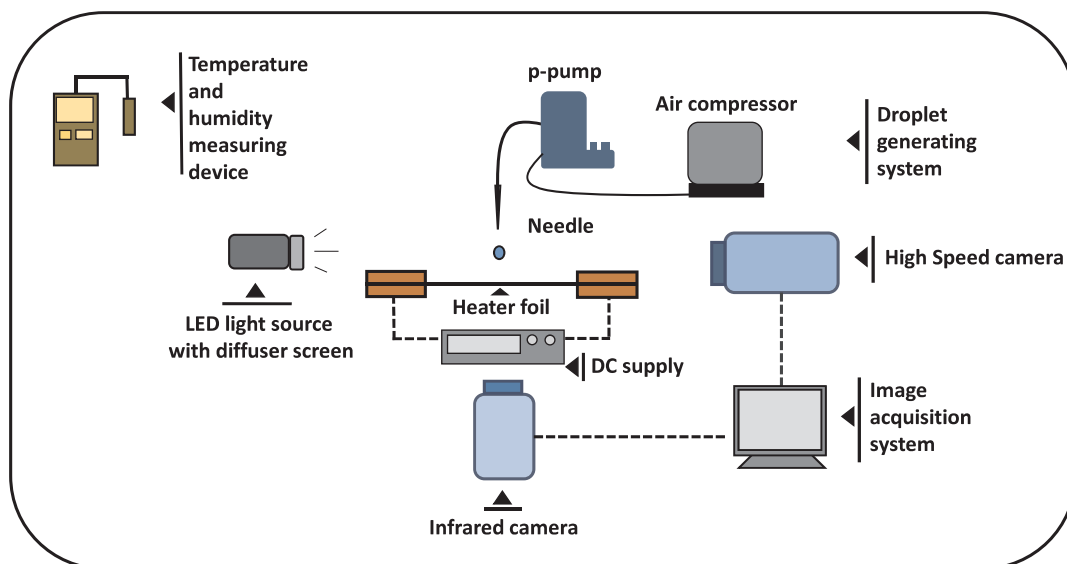 Temperature
and
humidity
measuring
device
p-pump
Air compressor
Droplet
generating
system
Needle
High Speed camera
Heater foil
LED light source
with diffuser screen
DC supply
Image
acquisition
system
Infrared camera